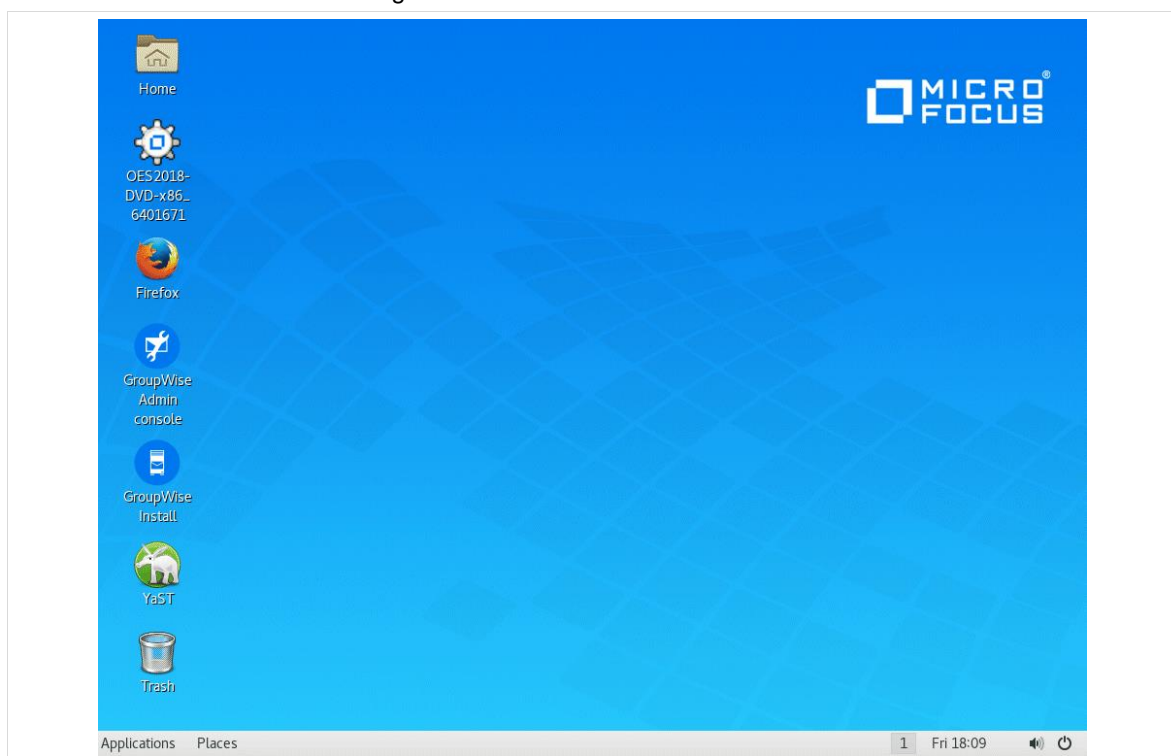 Home
MICRO®
FOCUS
OES2018-
DVD-x86_
6401671
Firefox
GroupWise
Admin
console
GroupWise
Install
YaST
Trash
Applications Places 1 Fri 18:09